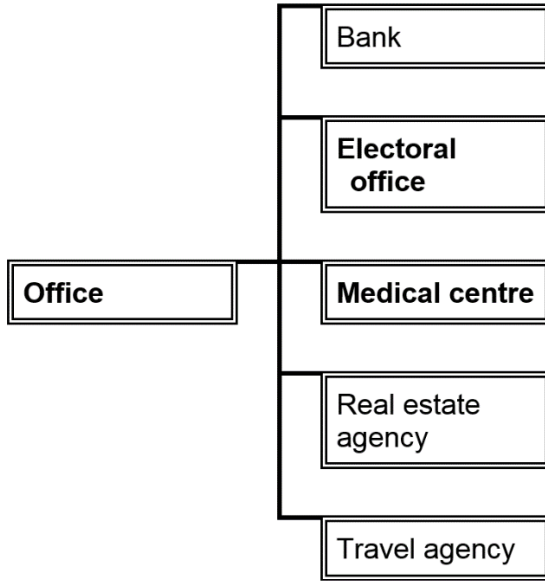 Bank
Electoral
office
Office
Medical centre
Real estate
agency
Travel agency